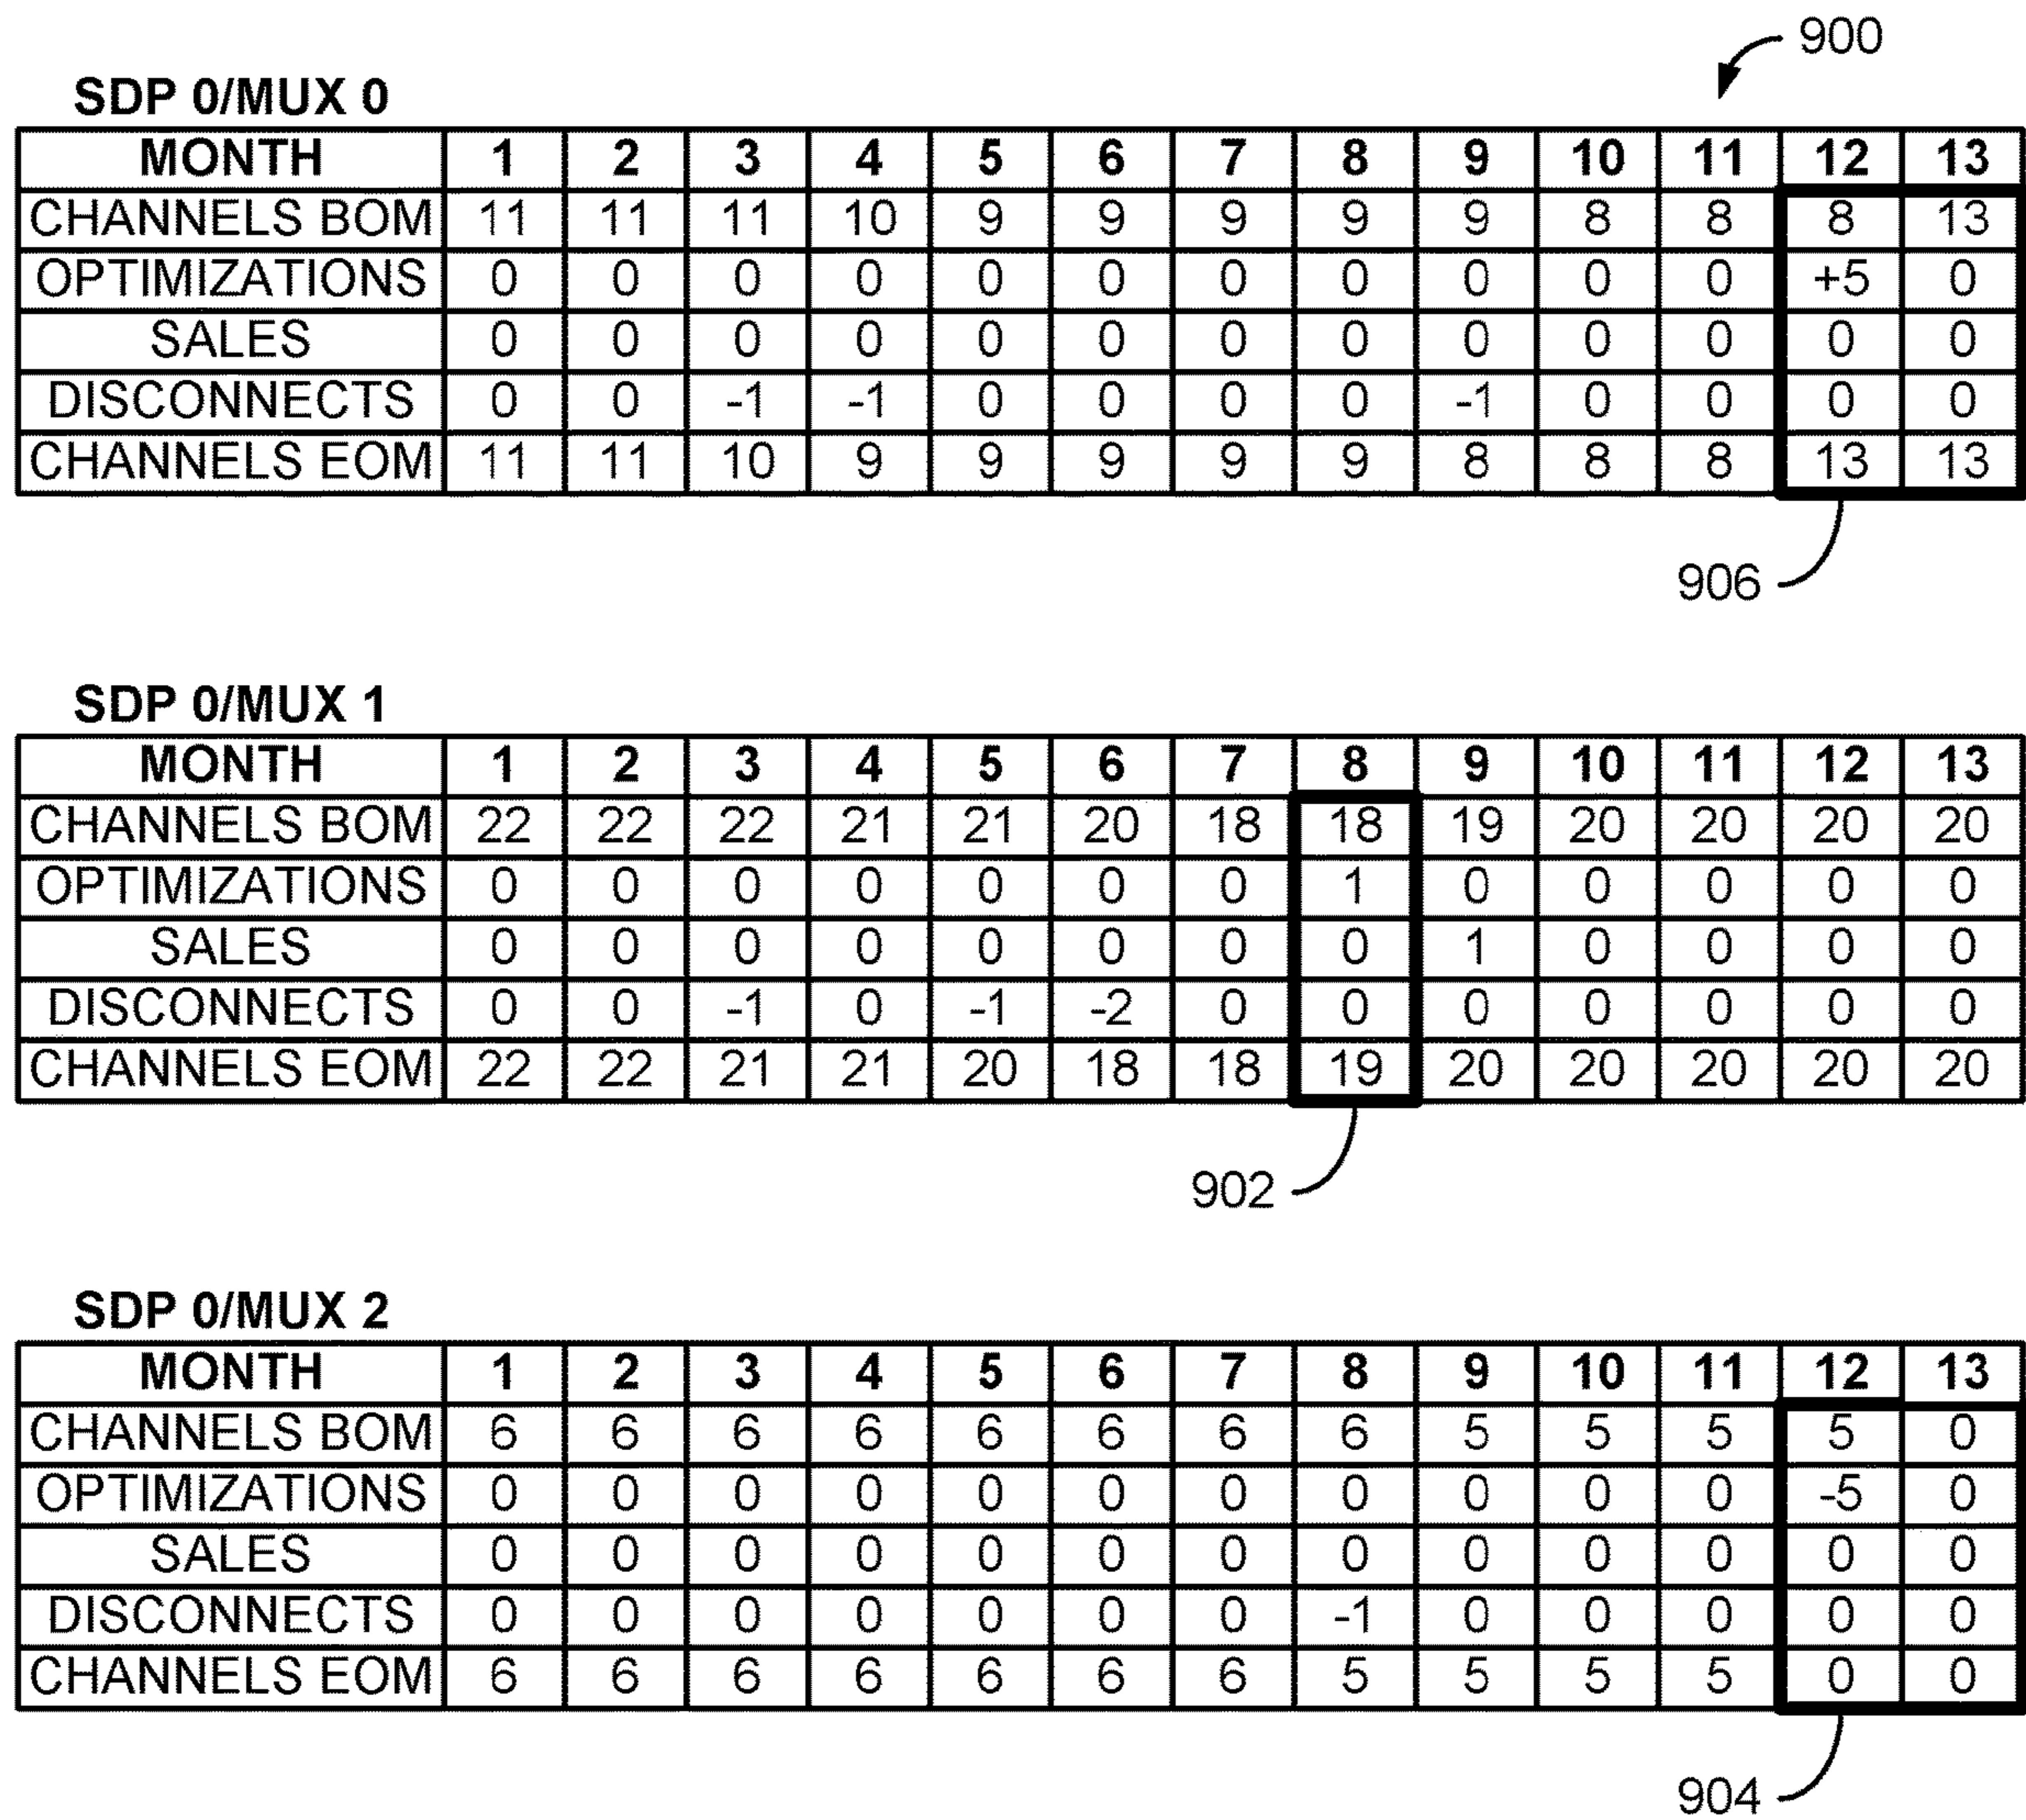 900
SDP 0/MUX 0
MONTH 1 2 3 4 5 6 7 8 9 10 11 12 13
CHANNELS BOM 11 11 11 10 9 9 9 9 9 8 8 8 13
OPTIMIZATIONS 0 0 0 0 0 0 0 0 0 0 0 +5 0
SALES 0 0 0 0 0 0 0 0 0 0 0 0 0
DISCONNECTS 0 0 -1 -1 0 0 0 0 -1 0 0 0 0
CHANNELS EOM 11 11 10 9 9 9 9 9 8 8 8 13 13
906
SDP 0/MUX 1
MONTH 1 2 3 4 5 6 7 8 9 10 11 12 13
CHANNELS BOM 22 22 22 21 21 20 18 18 19 20 20 20 20
OPTIMIZATIONS 0 0 0 0 0 0 0 1 0 0 0 0 0
SALES 0 0 0 0 0 0 0 0 1 0 0 0 0
DISCONNECTS 0 0 -1 0 -1 -2 0 0 0 0 0 0 0
CHANNELS EOM 22 22 21 21 20 18 18 19 20 20 20 20 20
902
SDP 0/MUX 2
MONTH 1 2 3 4 5 6 7 8 9 10 11 12 13
CHANNELS BOM 6 6 6 6 6 6 6 6 5 5 5 5 0
OPTIMIZATIONS 0 0 0 0 0 0 0 0 0 0 0 -5 0
SALES 0 0 0 0 0 0 0 0 0 0 0 0 0
DISCONNECTS 0 0 0 0 0 0 0 -1 0 0 0 0 0
CHANNELS EOM 6 6 6 6 6 6 6 5 5 5 5 0 0
904